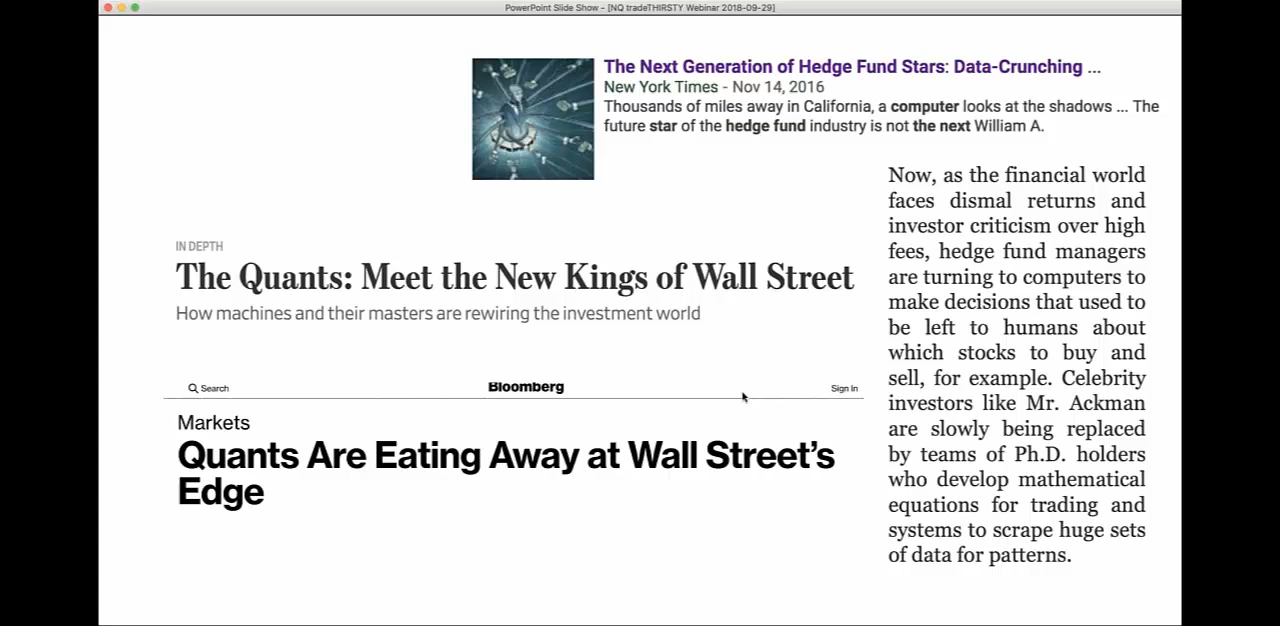 PowerPoint Slide Show - [NQ tradeTHIRSTY Webinar 2018-09-29]
The Next Generation of Hedge Fund Stars: Data-Crunching ...
New York Times - Nov 14, 2016
Thousands of miles away in California, a computer looks at the shadows ... The
future star of the hedge fund industry is not the next William A.
IN DEPTH
The Quants: Meet the New Kings of Wall Street
How machines and their masters are rewiring the investment world
Search
Bloomberg
Sign In
Markets
Quants Are Eating Away at Wall Street's
Edge
Now, as the financial world
faces dismal returns and
investor criticism over high
fees, hedge fund managers
are turning to computers to
make decisions that used to
be left to humans about
which stocks to buy and
sell, for example. Celebrity
investors like Mr. Ackman
are slowly being replaced
by teams of Ph.D. holders
who develop mathematical
equations for trading and
systems to scrape huge sets
of data for patterns.